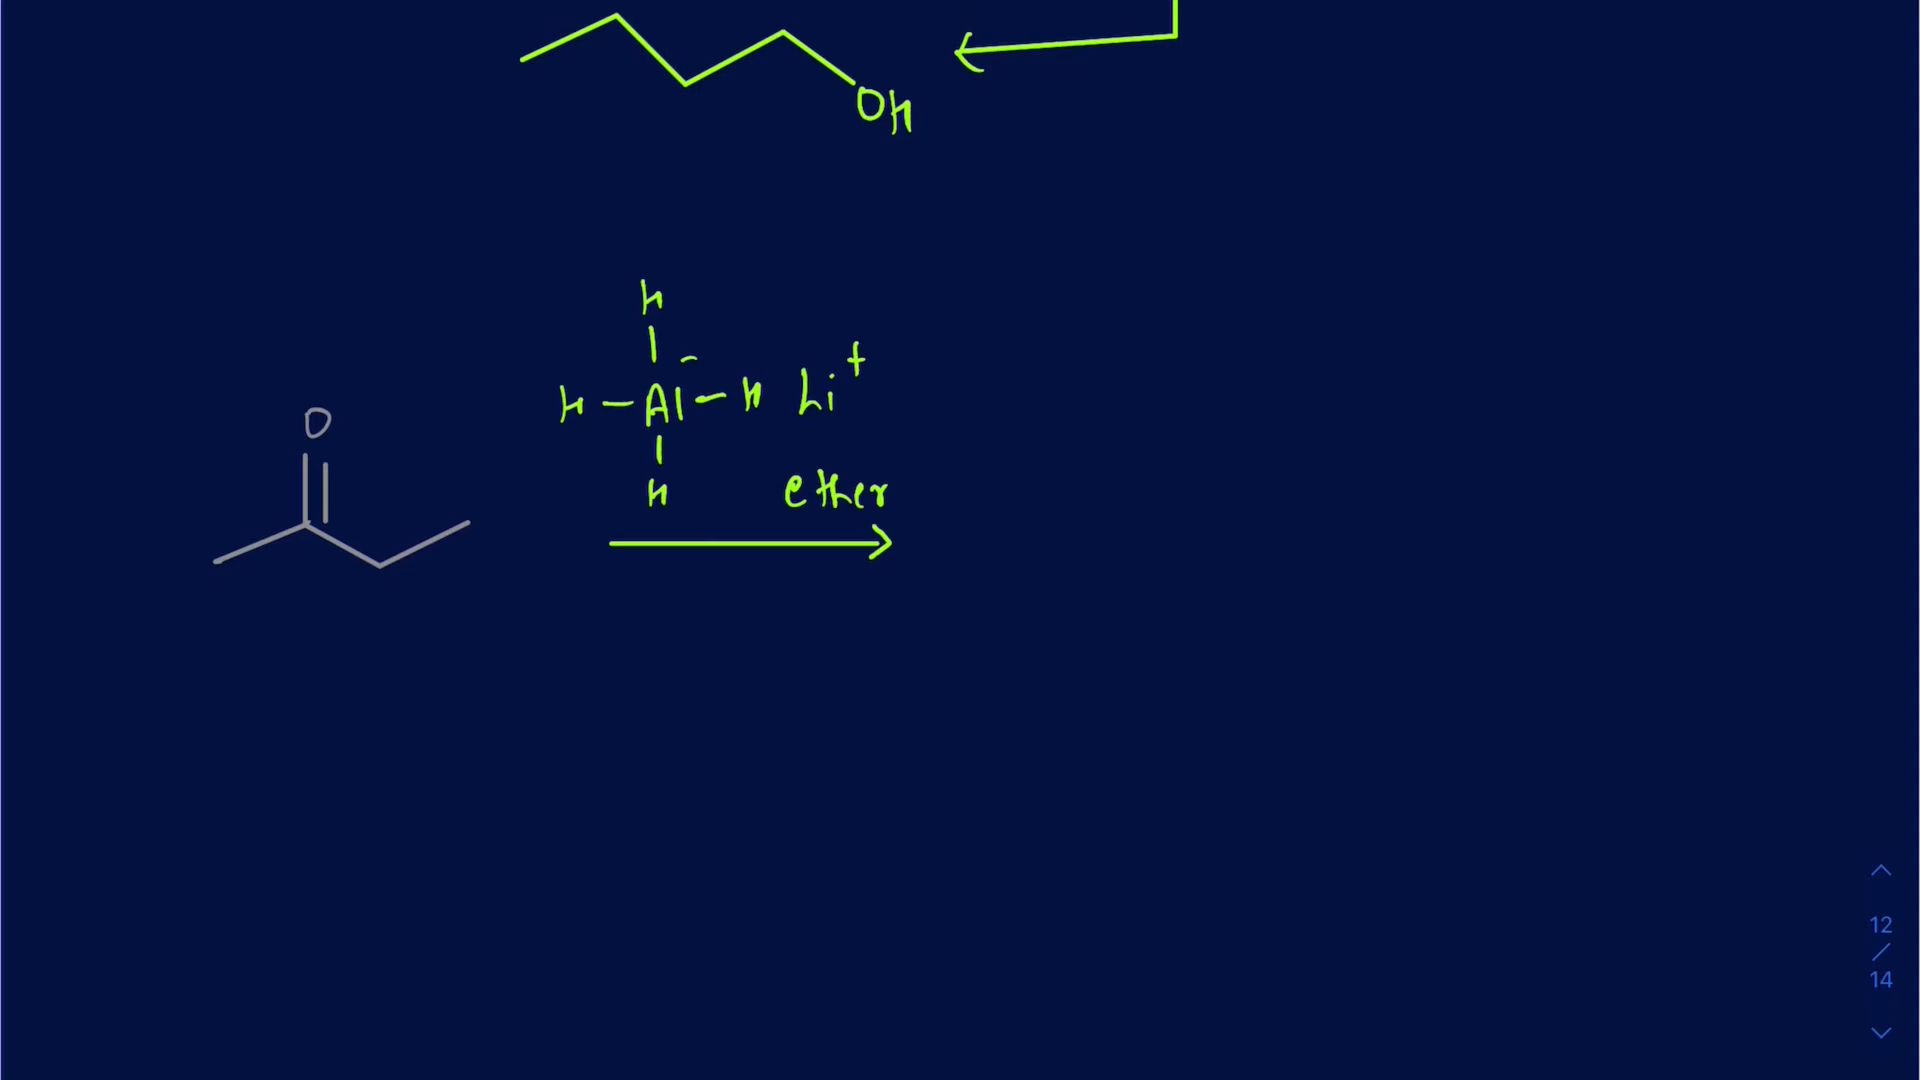 OH
H
H - Al⁻ - H Li⁺
O
H
ether
12
/
14